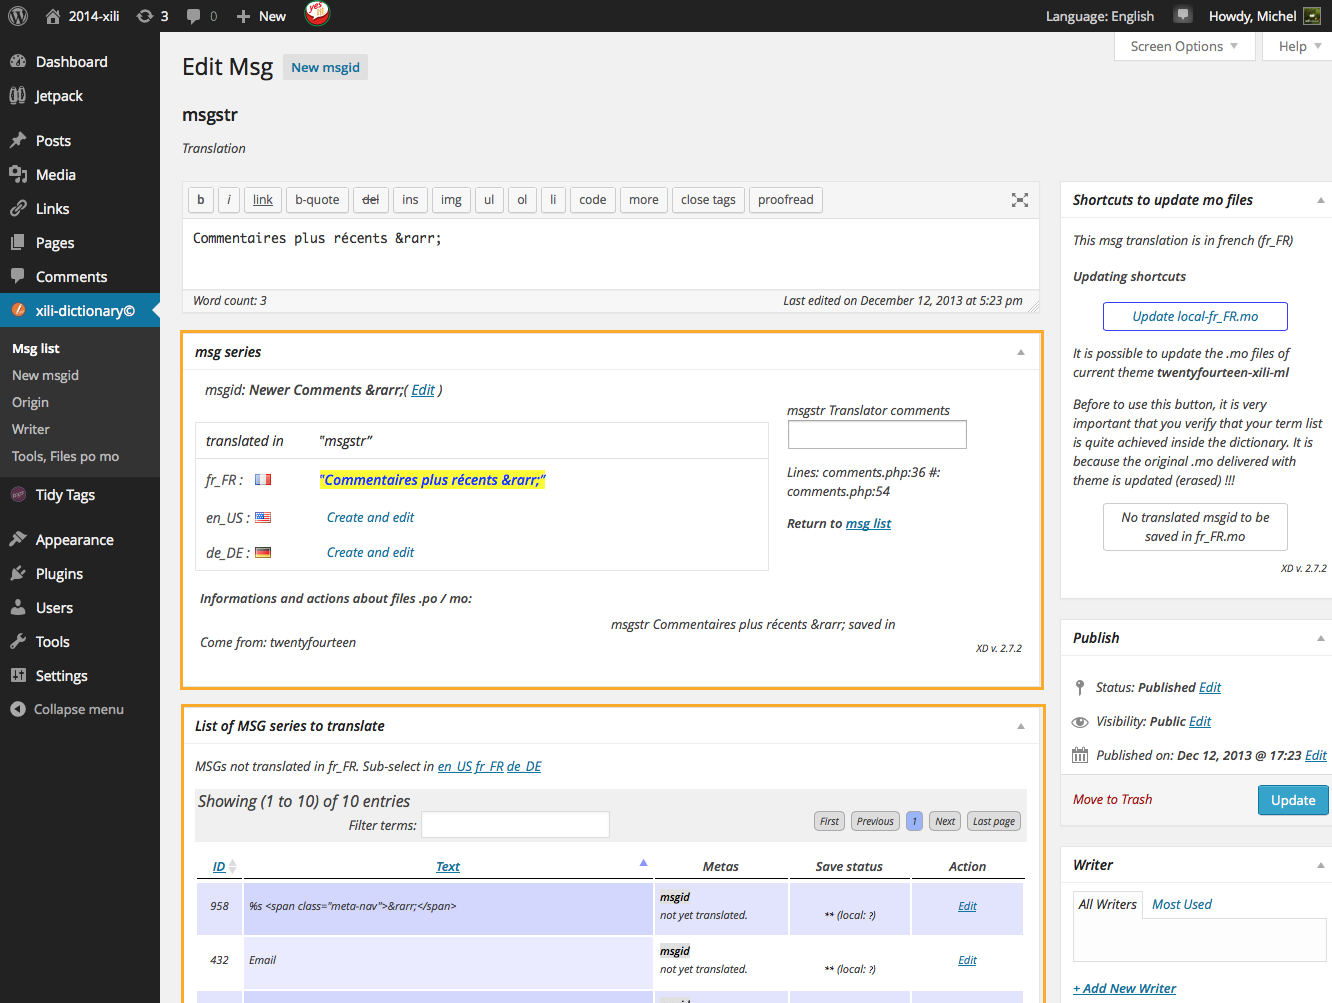 2014-xili 3 0 New yes Language: English Howdy, Michel
Screen Options Help
Dashboard
Jetpack
Posts
Media
Links
Pages
Comments
xili-dictionary©
Msg list
New msgid
Origin
Writer
Tools, Files po mo
Tidy Tags
Appearance
Plugins
Users
Tools
Settings
Collapse menu
Edit Msg New msgid
msgstr
Translation
b i link b-quote del ins img ul ol li code more close tags proofread
Commentaires plus récents &rarr;
Word count: 3 Last edited on December 12, 2013 at 5:23 pm
msg series
msgid: Newer Comments &rarr;( Edit )
translated in "msgstr"
fr_FR : "Commentaires plus récents &rarr;"
en_US : Create and edit
de_DE : Create and edit
msgstr Translator comments
Lines: comments.php:36 #:
comments.php:54
Return to msg list
Informations and actions about files .po / mo:
msgstr Commentaires plus récents &rarr; saved in
Come from: twentyfourteen
XD v. 2.7.2
List of MSG series to translate
MSGs not translated in fr_FR. Sub-select in en_US fr_FR de_DE
Showing (1 to 10) of 10 entries
Filter terms:
First Previous 1 Next Last page
ID Text Metas Save status Action
958 %s <span class="meta-nav">&rarr;</span> msgid
not yet translated. ** (local: ?) Edit
432 Email msgid
not yet translated. ** (local: ?) Edit
Shortcuts to update mo files
This msg translation is in french (fr_FR)
Updating shortcuts
Update local-fr_FR.mo
It is possible to update the .mo files of
current theme twentyfourteen-xili-ml
Before to use this button, it is very
important that you verify that your term list
is quite achieved inside the dictionary. It is
because the original .mo delivered with
theme is updated (erased) !!!
No translated msgid to be
saved in fr_FR.mo
XD v. 2.7.2
Publish
Status: Published Edit
Visibility: Public Edit
Published on: Dec 12, 2013 @ 17:23 Edit
Move to Trash Update
Writer
All Writers Most Used
+ Add New Writer